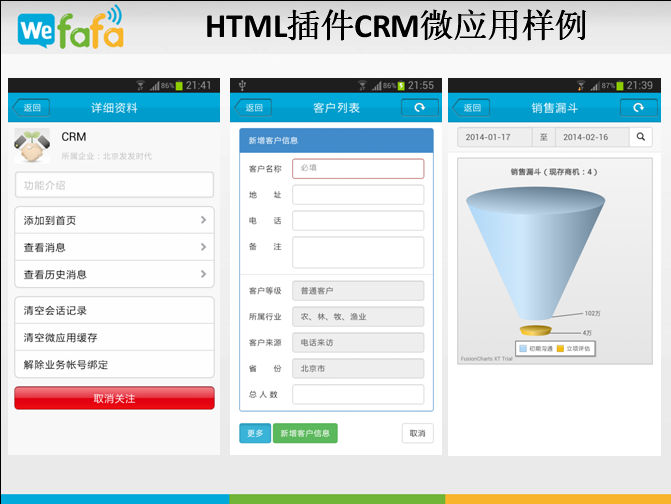 Wefafa
HTML插件CRM微应用样例
86% 21:41
返回
详细资料
CRM
所属企业：北京发发时代
功能介绍
添加到首页
查看消息
查看历史消息
清空会话记录
清空微应用缓存
解除业务帐号绑定
取消关注
86% 21:55
返回
客户列表
新增客户信息
客户名称 必填
地 址
电 话
备 注
客户等级 普通客户
所属行业 农、林、牧、渔业
客户来源 电话来访
省 份 北京市
总 人 数
更多 新增客户信息 取消
87% 21:39
返回
销售漏斗
2014-01-17 至 2014-02-16
销售漏斗（现存商机：4）
102万
4万
初期沟通 立项评估
FusionCharts XT Trial